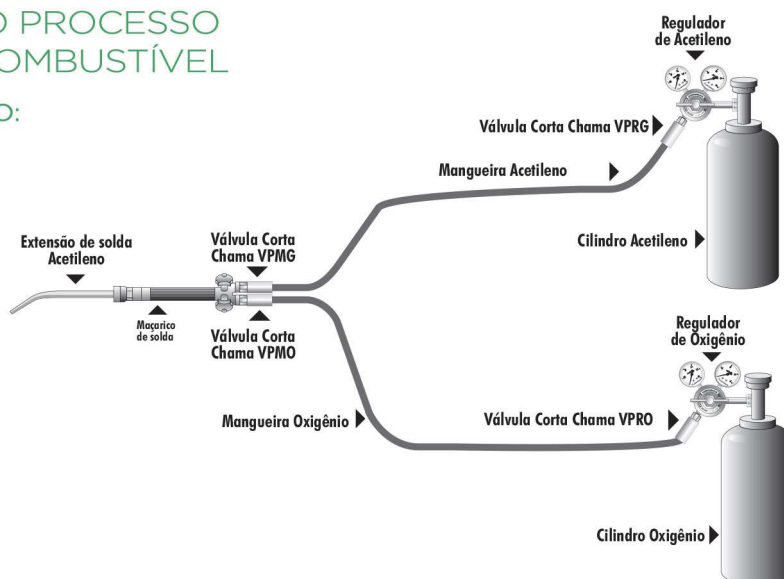 O PROCESSO
OMBUSTÍVEL
O:
Regulador
de Acetileno
Válvula Corta Chama VPRG
Mangueira Acetileno
Cilindro Acetileno
Extensão de solda
Acetileno
Válvula Corta
Chama VPMG
Maçarico
de solda
Válvula Corta
Chama VPMO
Regulador
de Oxigênio
Mangueira Oxigênio
Válvula Corta Chama VPRO
Cilindro Oxigênio